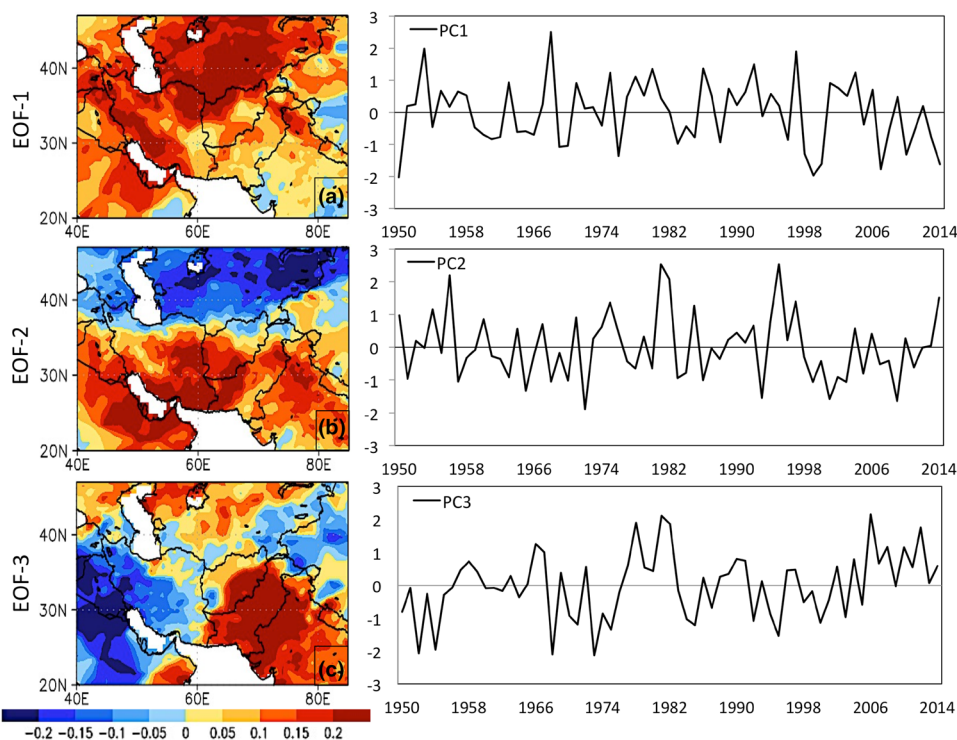 EOF-1
40N
30N
20N
40E 60E 80E
(a)
3
2
1
0
-1
-2
-3
PC1
1950 1958 1966 1974 1982 1990 1998 2006 2014
EOF-2
40N
30N
20N
40E 60E 80E
(b)
3
2
1
0
-1
-2
-3
PC2
1950 1958 1966 1974 1982 1990 1998 2006 2014
EOF-3
40N
30N
20N
40E 60E 80E
(c)
3
2
1
0
-1
-2
-3
PC3
1950 1958 1966 1974 1982 1990 1998 2006 2014
-0.2 -0.15 -0.1 -0.05 0 0.05 0.1 0.15 0.2